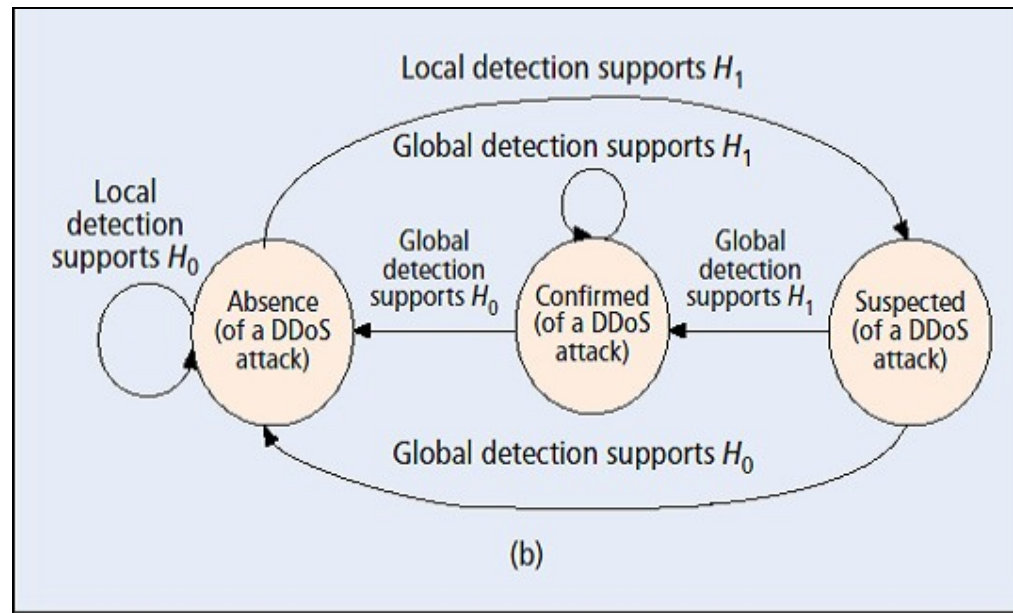 Local detection supports H₁
Global detection supports H₁
Local
detection
supports H₀
Global
detection
supports H₀
Global
detection
supports H₁
Absence
(of a DDoS
attack)
Confirmed
(of a DDoS
attack)
Suspected
(of a DDoS
attack)
Global detection supports H₀
(b)